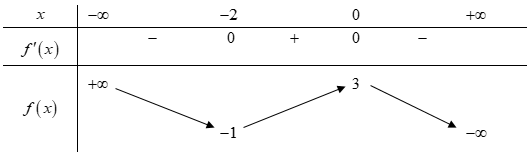 x −∞ −2 0 +∞
f′(x) − 0 + 0 −
+∞ 3
f(x)
−1 −∞